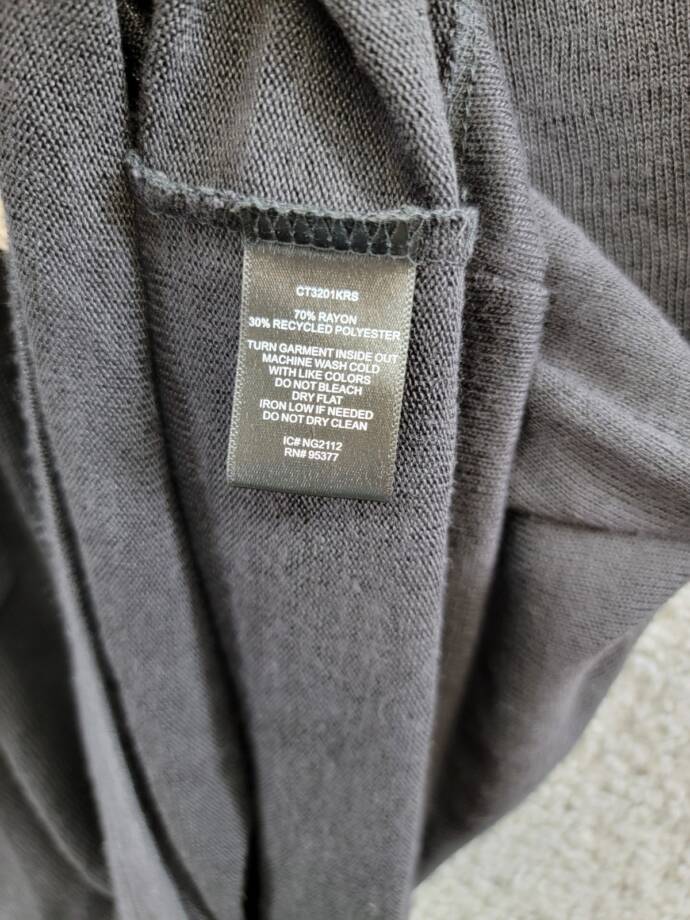 CT3201KRS
70% RAYON
30% RECYCLED POLYESTER
TURN GARMENT INSIDE OUT
MACHINE WASH COLD
WITH LIKE COLORS
DO NOT BLEACH
DRY FLAT
IRON LOW IF NEEDED
DO NOT DRY CLEAN
IC# NG2112
RN# 95377